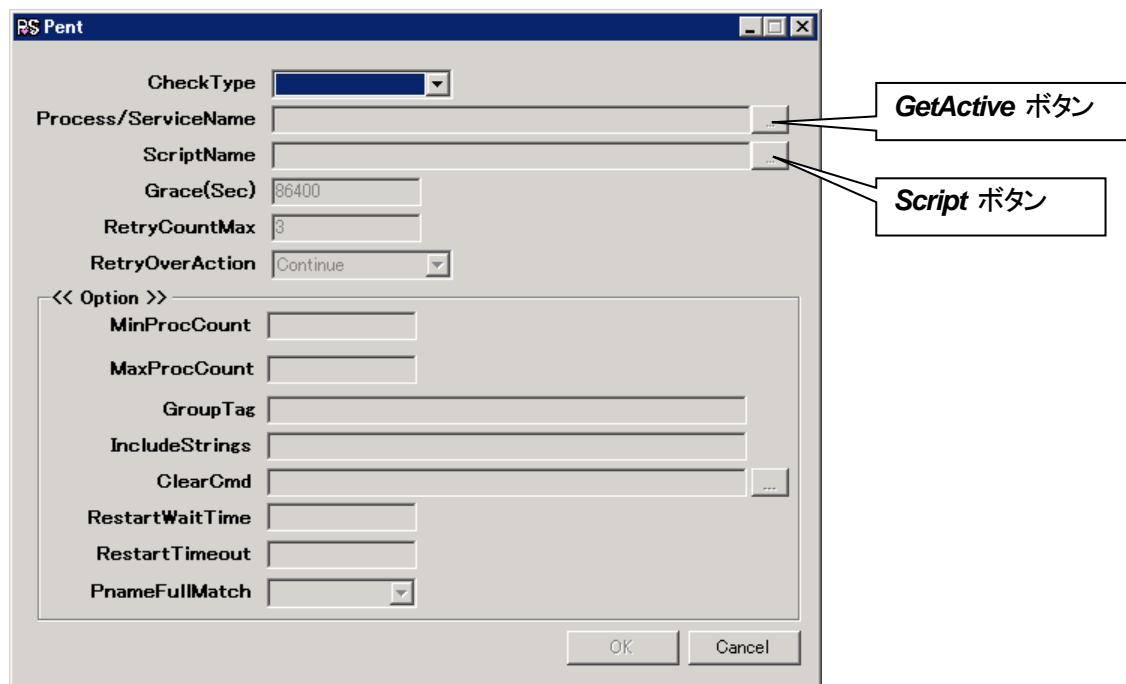 PS Pent
CheckType
Process/ServiceName ...
GetActive ボタン
ScriptName ...
Script ボタン
Grace(Sec) 86400
RetryCountMax 3
RetryOverAction Continue
<< Option >>
MinProcCount
MaxProcCount
GroupTag
IncludeStrings
ClearCmd ...
RestartWaitTime
RestartTimeout
PnameFullMatch
OK Cancel